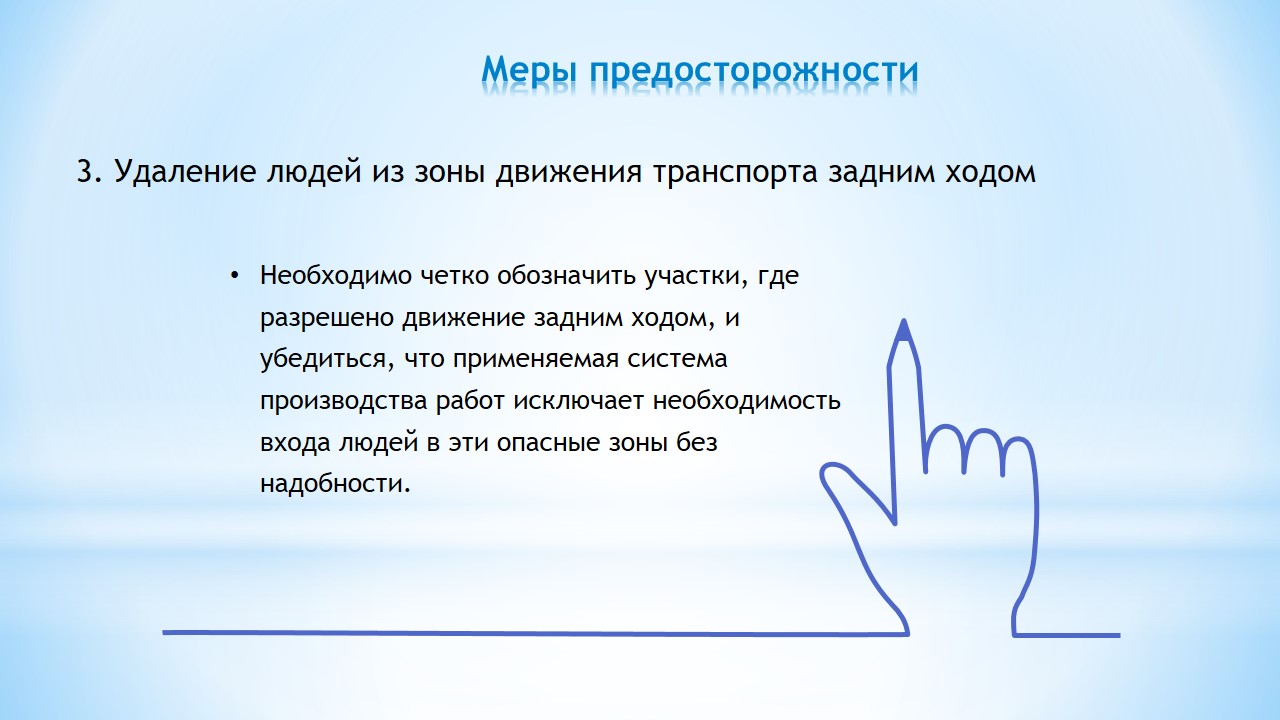 Меры предосторожности
3. Удаление людей из зоны движения транспорта задним ходом
• Необходимо четко обозначить участки, где
разрешено движение задним ходом, и
убедиться, что применяемая система
производства работ исключает необходимость
входа людей в эти опасные зоны без
надобности.